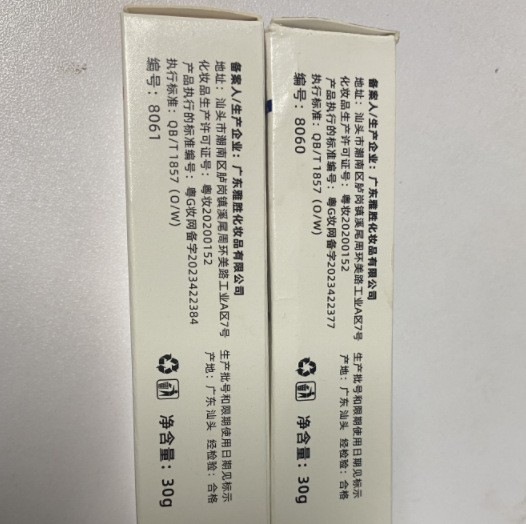 备案人/生产企业：广东雅胜化妆品有限公司
地址：汕头市潮南区胪岗镇溪尾周环美路工业A区7号
化妆品生产许可证号：粤妆20200152
产品执行的标准编号：粤G妆网备字2023422384
执行标准：QB/T1857（O/W）
编号：8061
生产批号和限期使用日期见标示
产地：广东汕头 经检验：合格
净含量：30g
备案人/生产企业：广东雅胜化妆品有限公司
地址：汕头市潮南区胪岗镇溪尾周环美路工业A区7号
化妆品生产许可证号：粤妆20200152
产品执行的标准编号：粤G妆网备字2023422377
执行标准：QB/T1857（O/W）
编号：8060
生产批号和限期使用日期见标示
产地：广东汕头 经检验：合格
净含量：30g